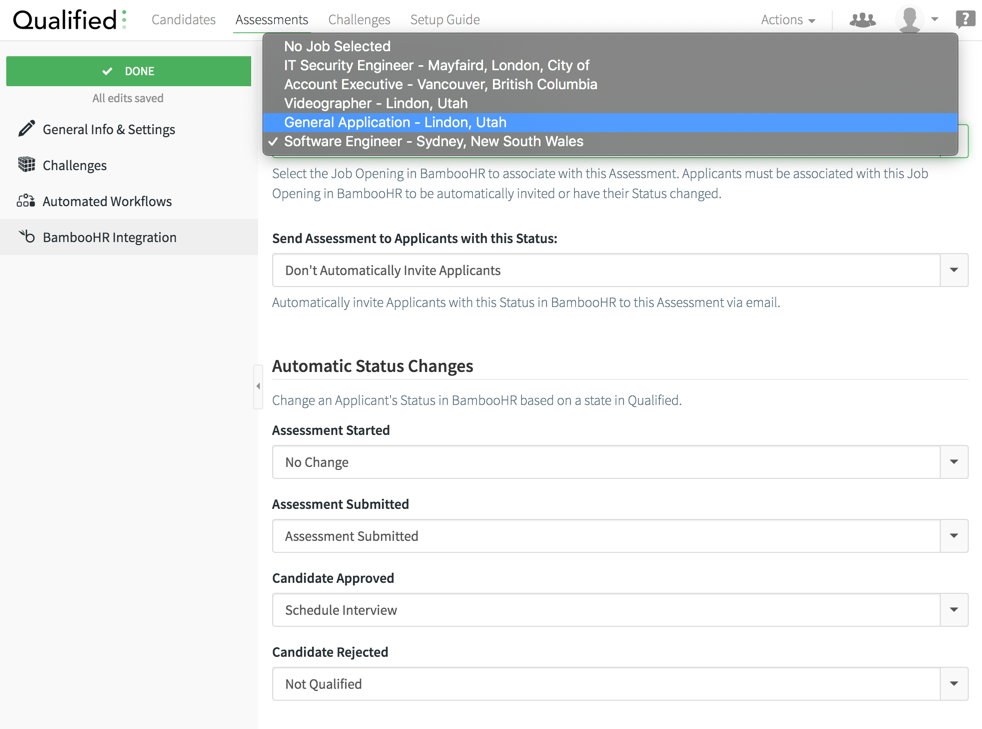 Qualified
Candidates
Assessments
Challenges
Setup Guide
Actions
?
No Job Selected
IT Security Engineer - Mayfaird, London, City of
Account Executive - Vancouver, British Columbia
Videographer - Lindon, Utah
General Application - Lindon, Utah
Software Engineer - Sydney, New South Wales
DONE
All edits saved
General Info & Settings
Challenges
Automated Workflows
BambooHR Integration
Select the Job Opening in BambooHR to associate with this Assessment. Applicants must be associated with this Job
Opening in BambooHR to be automatically invited or have their Status changed.
Send Assessment to Applicants with this Status:
Don't Automatically Invite Applicants
Automatically invite Applicants with this Status in BambooHR to this Assessment via email.
Automatic Status Changes
Change an Applicant's Status in BambooHR based on a state in Qualified.
Assessment Started
No Change
Assessment Submitted
Assessment Submitted
Candidate Approved
Schedule Interview
Candidate Rejected
Not Qualified